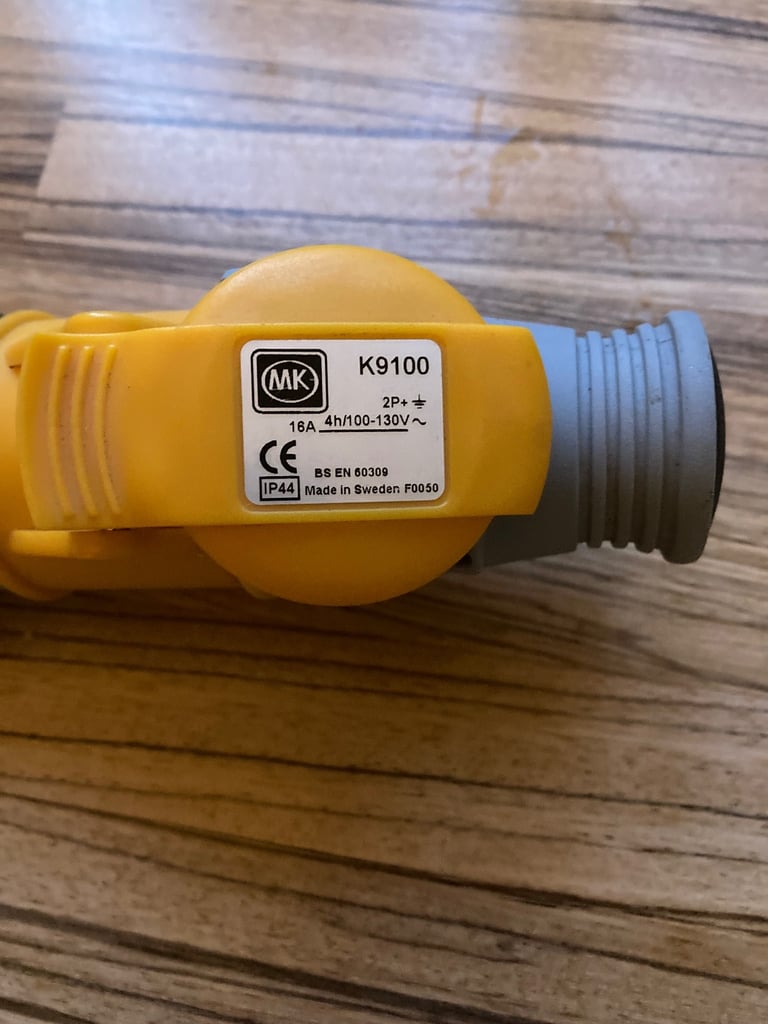 MK K9100
2P+⏚
16A 4h/100-130V~
CE
BS EN 60309
IP44 Made in Sweden F0050